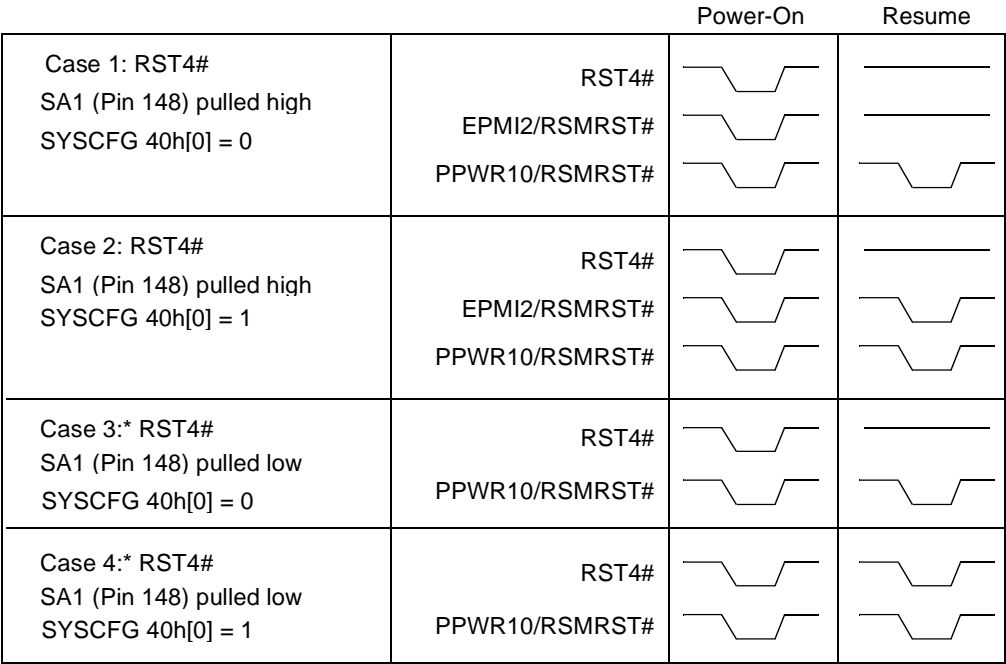 Power-On Resume
Case 1: RST4#
SA1 (Pin 148) pulled high
SYSCFG 40h[0] = 0
RST4#
EPMI2/RSMRST#
PPWR10/RSMRST#
Case 2: RST4#
SA1 (Pin 148) pulled high
SYSCFG 40h[0] = 1
RST4#
EPMI2/RSMRST#
PPWR10/RSMRST#
Case 3:* RST4#
SA1 (Pin 148) pulled low
SYSCFG 40h[0] = 0
RST4#
PPWR10/RSMRST#
Case 4:* RST4#
SA1 (Pin 148) pulled low
SYSCFG 40h[0] = 1
RST4#
PPWR10/RSMRST#